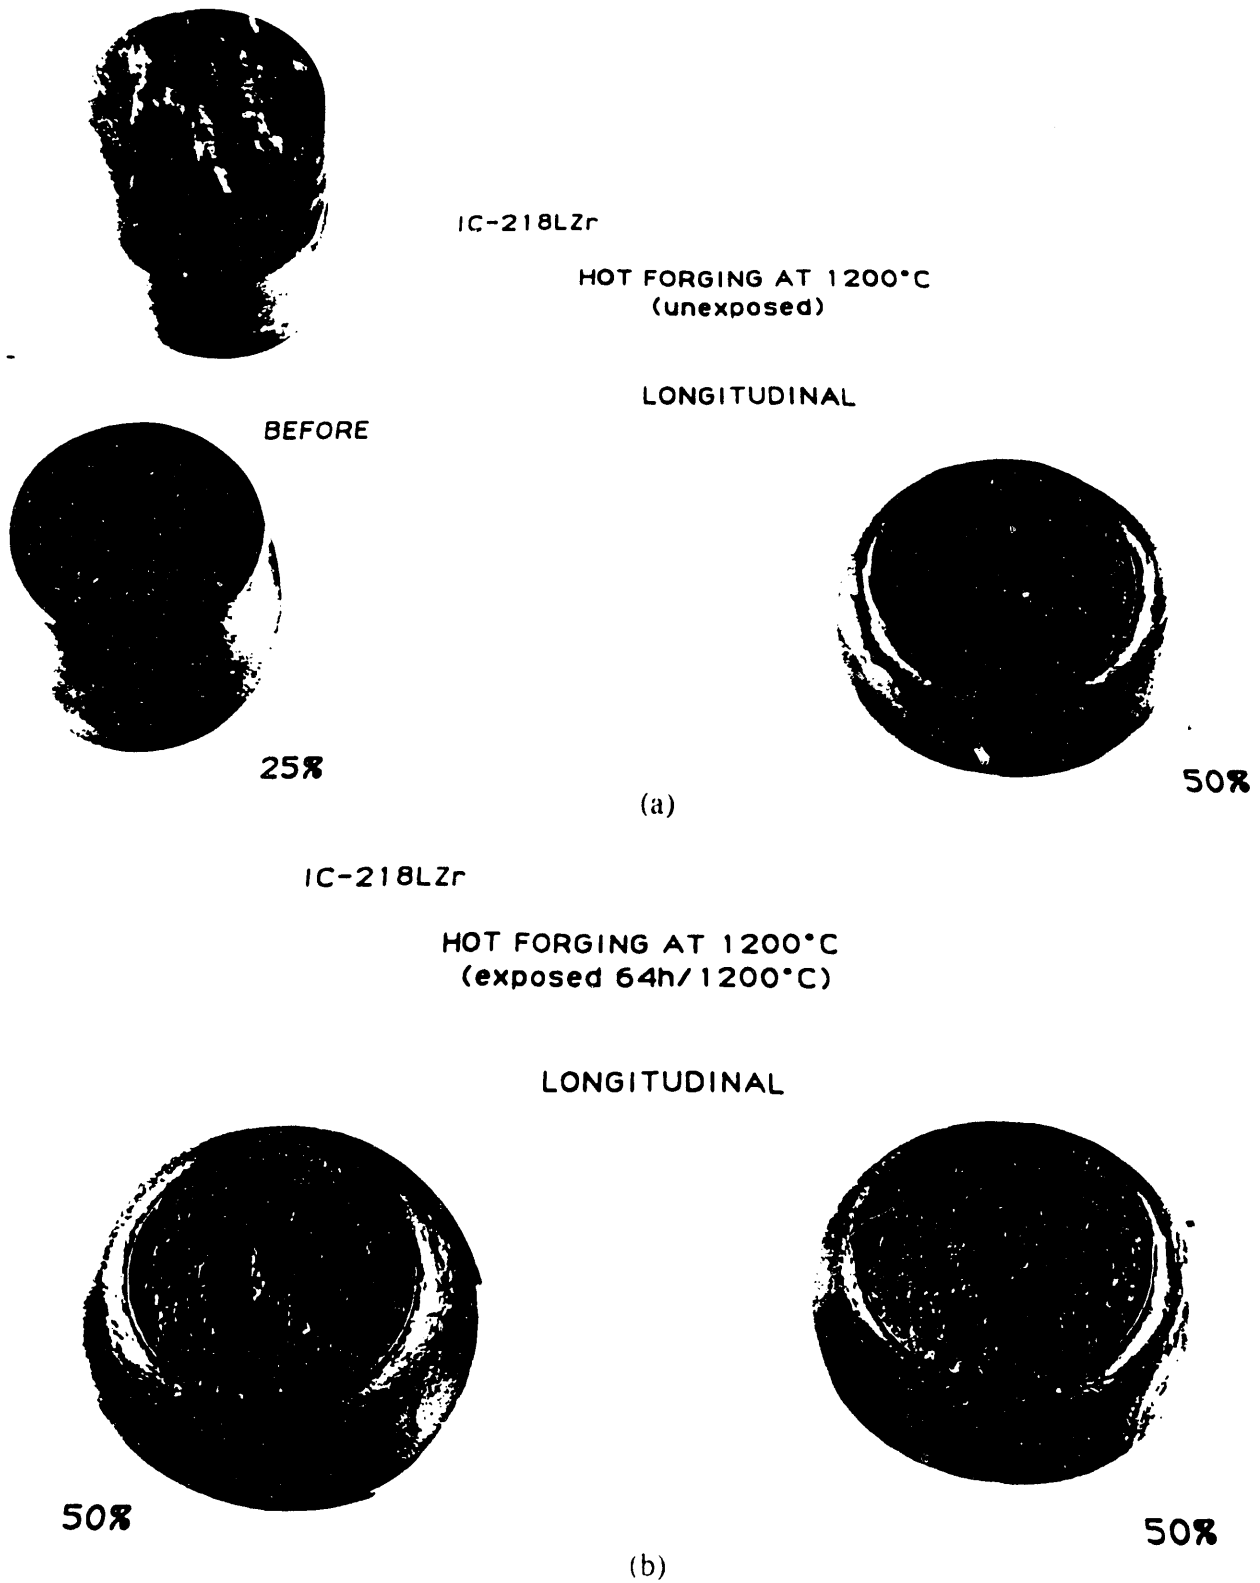 IC-218LZr
HOT FORGING AT 1200°C
(unexposed)
LONGITUDINAL
BEFORE
25%
50%
(a)
IC-218LZr
HOT FORGING AT 1200°C
(exposed 64h/1200°C)
LONGITUDINAL
50%
50%
(b)